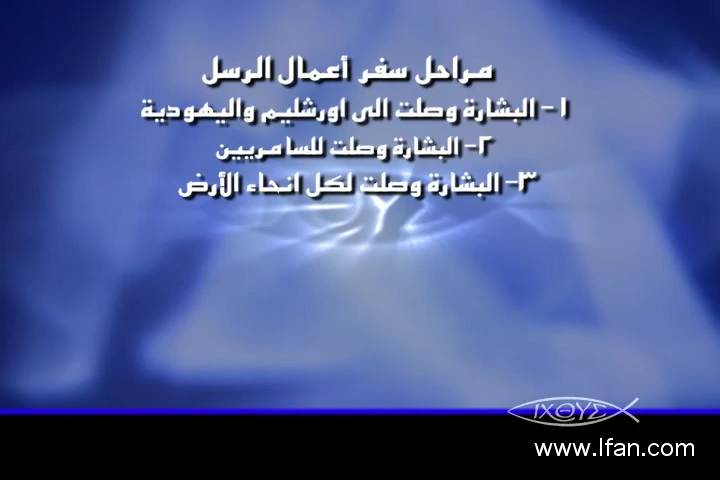 مراحل سفر أعمال الرسل
١- البشارة وصلت الى اورشليم واليهودية
٢- البشارة وصلت للسامريين
٣- البشارة وصلت لكل انحاء الأرض
ΙΧΘΥΣ
www.lfan.com